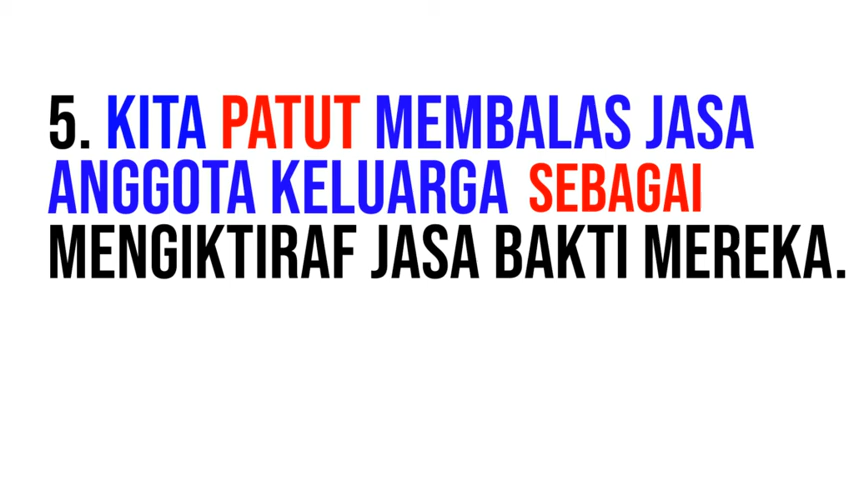 5. KITA PATUT MEMBALAS JASA
ANGGOTA KELUARGA SEBAGAI
MENGIKTIRAF JASA BAKTI MEREKA.